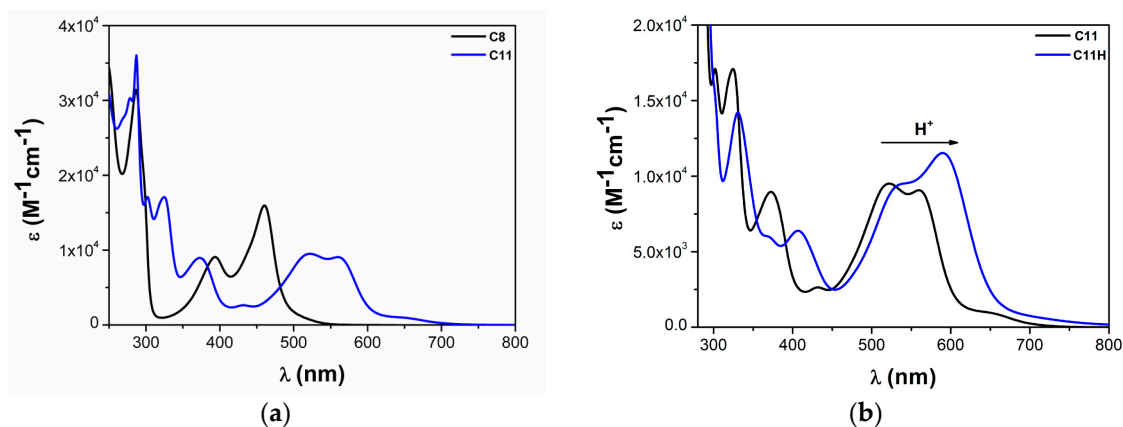 4x10⁴
3x10⁴
2x10⁴
1x10⁴
0
ε (M⁻¹cm⁻¹)
300 400 500 600 700 800
λ (nm)
C8
C11
(a)
2.0x10⁴
1.5x10⁴
1.0x10⁴
5.0x10³
0.0
ε (M⁻¹cm⁻¹)
300 400 500 600 700 800
λ (nm)
C11
C11H
H⁺
(b)